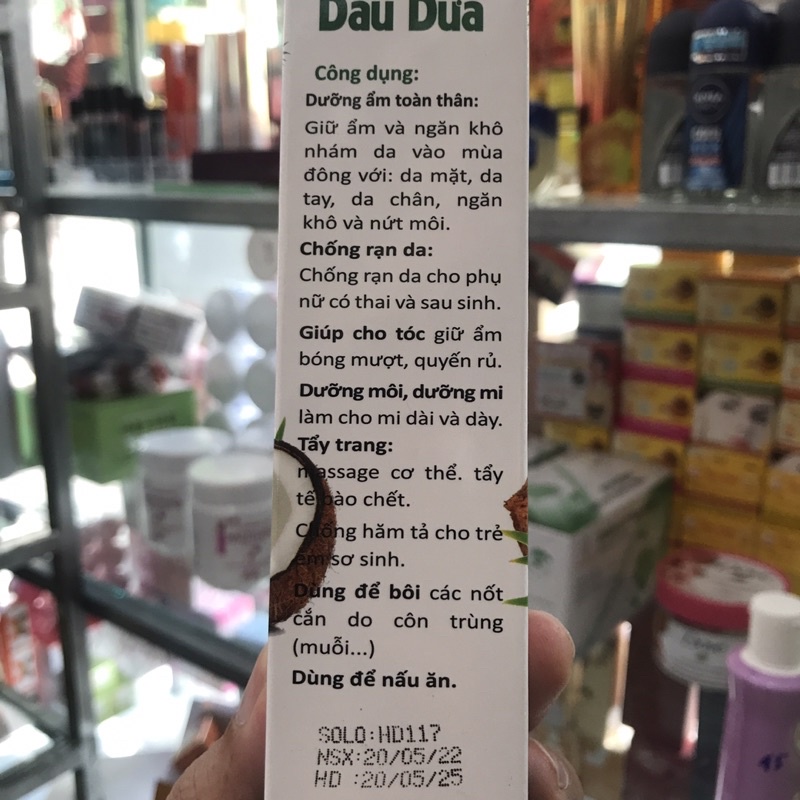 Dầu Dừa
Công dụng:
Dưỡng ẩm toàn thân:
Giữ ẩm và ngăn khô
nhám da vào mùa
đông với: da mặt, da
tay, da chân, ngăn
khô và nứt môi.
Chống rạn da:
Chống rạn da cho phụ
nữ có thai và sau sinh.
Giúp cho tóc giữ ẩm
bóng mượt, quyến rủ.
Dưỡng môi, dưỡng mi
làm cho mi dài và dày.
Tẩy trang:
massage cơ thể. tẩy
tế bào chết.
Chống hăm tả cho trẻ
em sơ sinh.
Dùng để bôi các nốt
cắn do côn trùng
(muỗi...)
Dùng để nấu ăn.
SOLO:HD117
NSX:20/05/22
HD :20/05/25